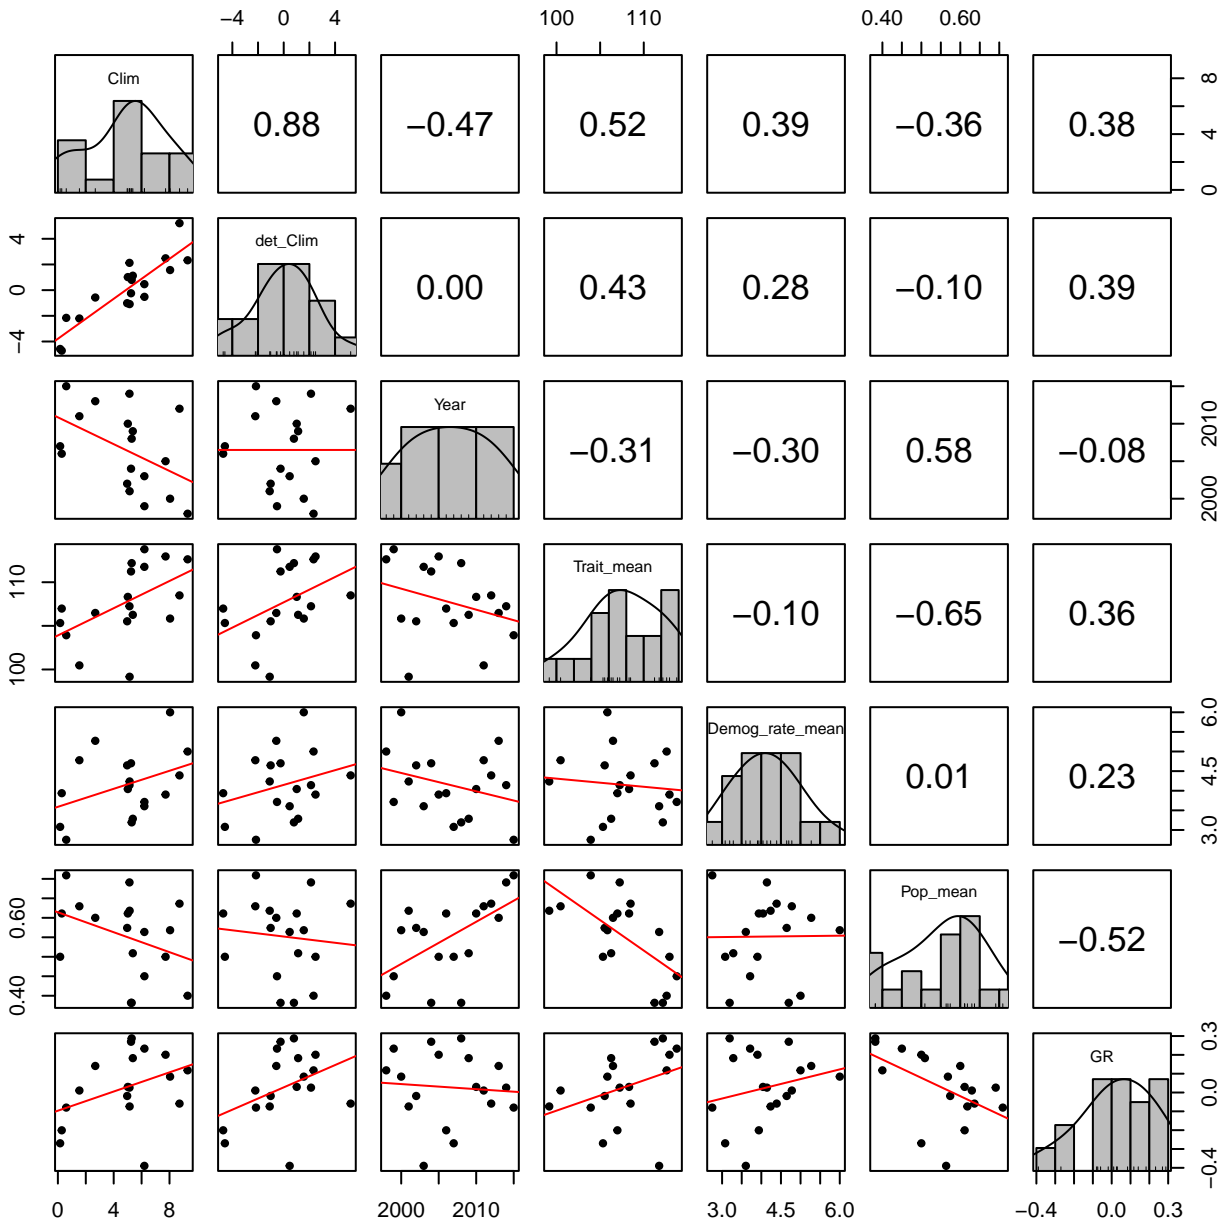 −4 0 4 100 110 0.40 0.60
Clim 0.88 −0.47 0.52 0.39 −0.36 0.38 0 4 8
−4 0 4 det_Clim 0.00 0.43 0.28 −0.10 0.39
Year −0.31 −0.30 0.58 −0.08 2000 2010
100 110 Trait_mean −0.10 −0.65 0.36
Demog_rate_mean 0.01 0.23 3.0 4.5 6.0
0.40 0.60 Pop_mean −0.52
GR −0.4 0.0 0.3
0 4 8 2000 2010 3.0 4.5 6.0 −0.4 0.0 0.3